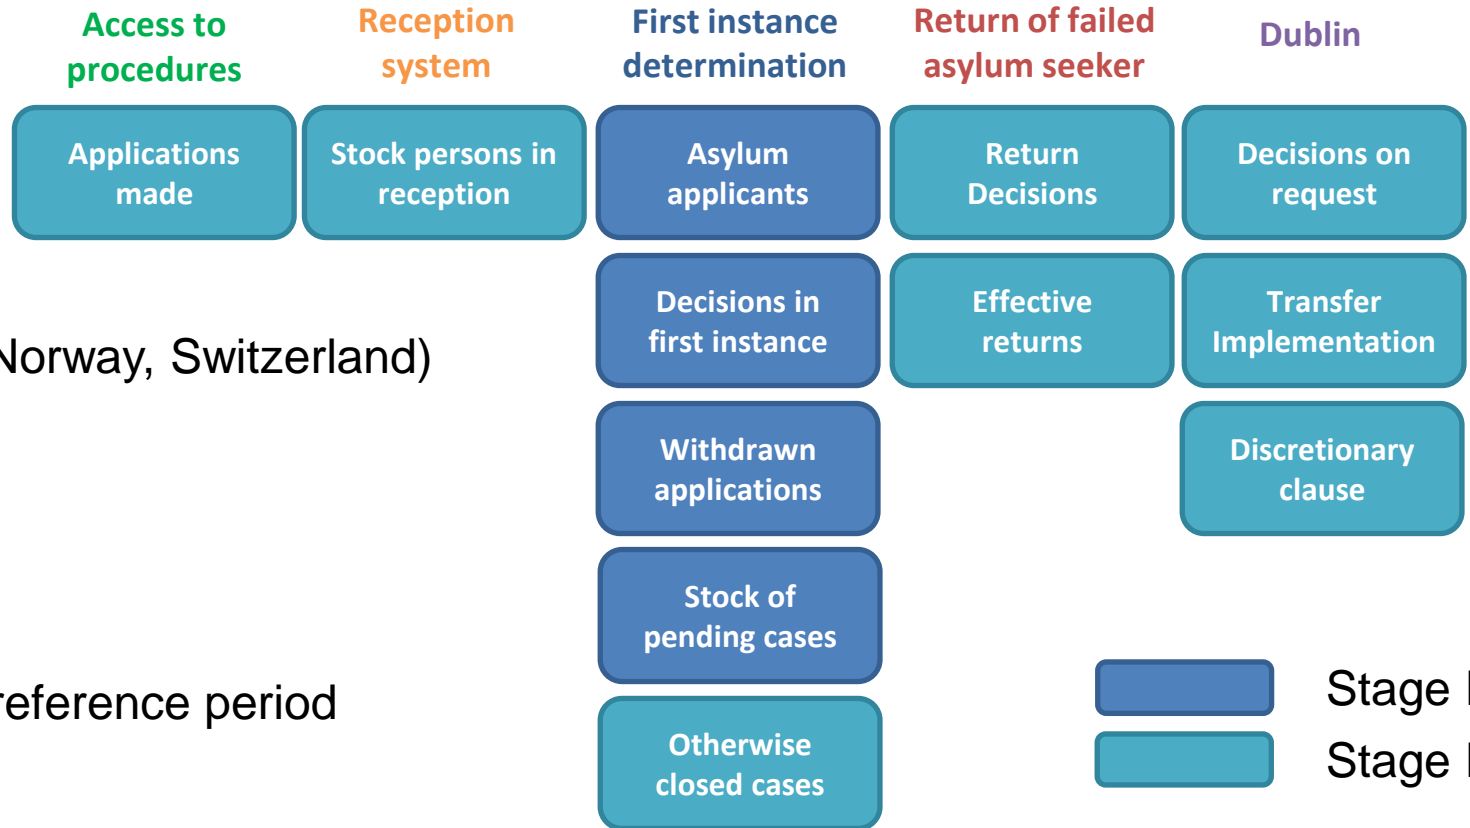 Access to
procedures
Reception
system
First instance
determination
Return of failed
asylum seeker
Dublin
Applications
made
Stock persons in
reception
Asylum
applicants
Return
Decisions
Decisions on
request
Decisions in
first instance
Effective
returns
Transfer
Implementation
Norway, Switzerland)
Withdrawn
applications
Discretionary
clause
Stock of
pending cases
reference period
Otherwise
closed cases
Stage
Stage